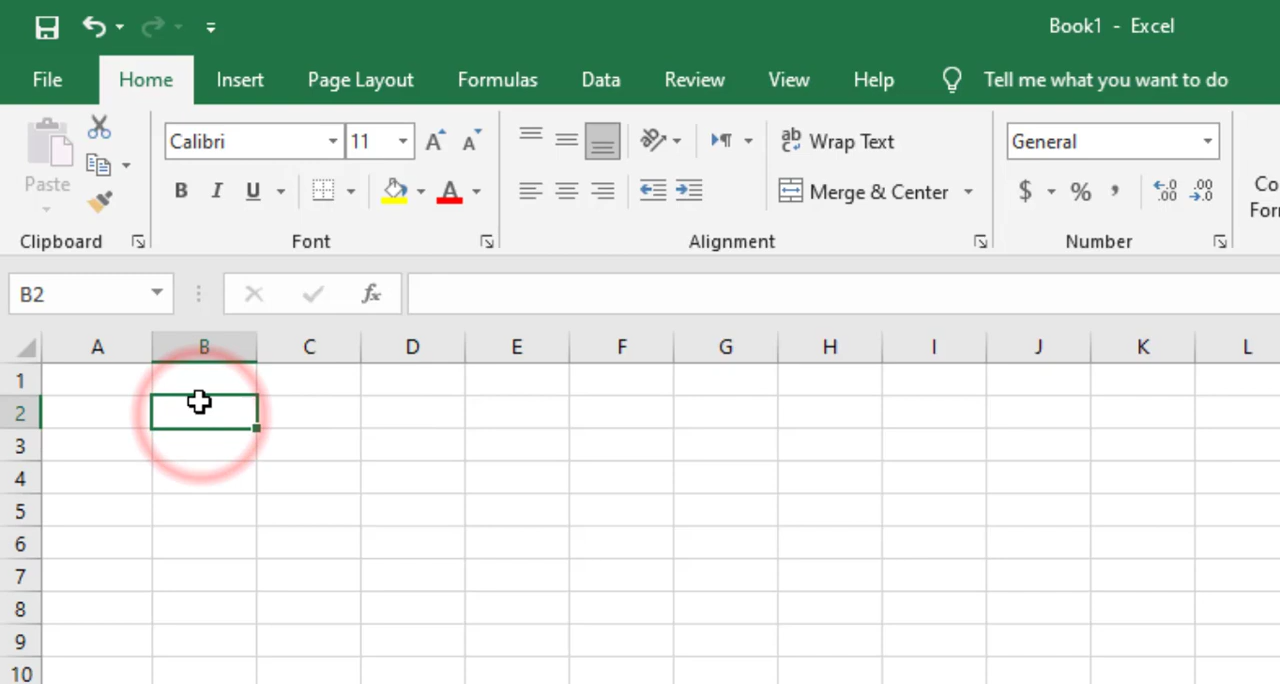 Book1 - Excel
File Home Insert Page Layout Formulas Data Review View Help Tell me what you want to do
Calibri 11 ab Wrap Text General
Paste B I U A Merge & Center $ % , Co
Clipboard Font Alignment Number
B2 fx
A B C D E F G H I J K L
1
2
3
4
5
6
7
8
9
10